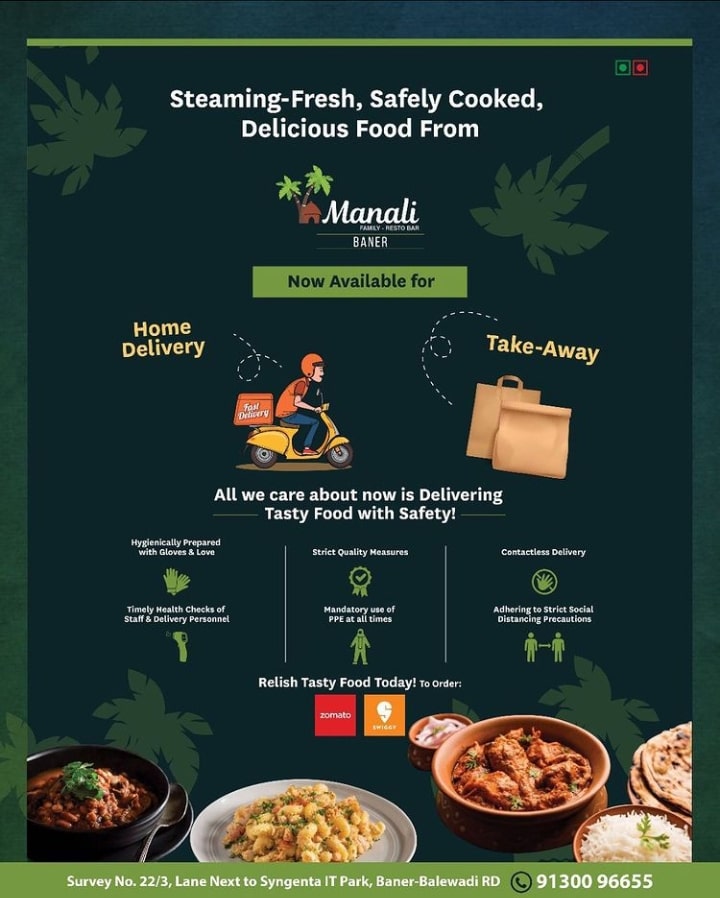 Steaming-Fresh, Safely Cooked,
Delicious Food From
Manali
FAMILY - RESTO BAR
BANER
Now Available for
Home
Delivery
Take-Away
Fast
Delivery
All we care about now is Delivering
Tasty Food with Safety!
Hygienically Prepared
with Gloves & Love
Timely Health Checks of
Staff & Delivery Personnel
Strict Quality Measures
Mandatory use of
PPE at all times
Contactless Delivery
Adhering to Strict Social
Distancing Precautions
Relish Tasty Food Today! To Order:
zomato
SWIGGY
Survey No. 22/3, Lane Next to Syngenta IT Park, Baner-Balewadi RD 91300 96655